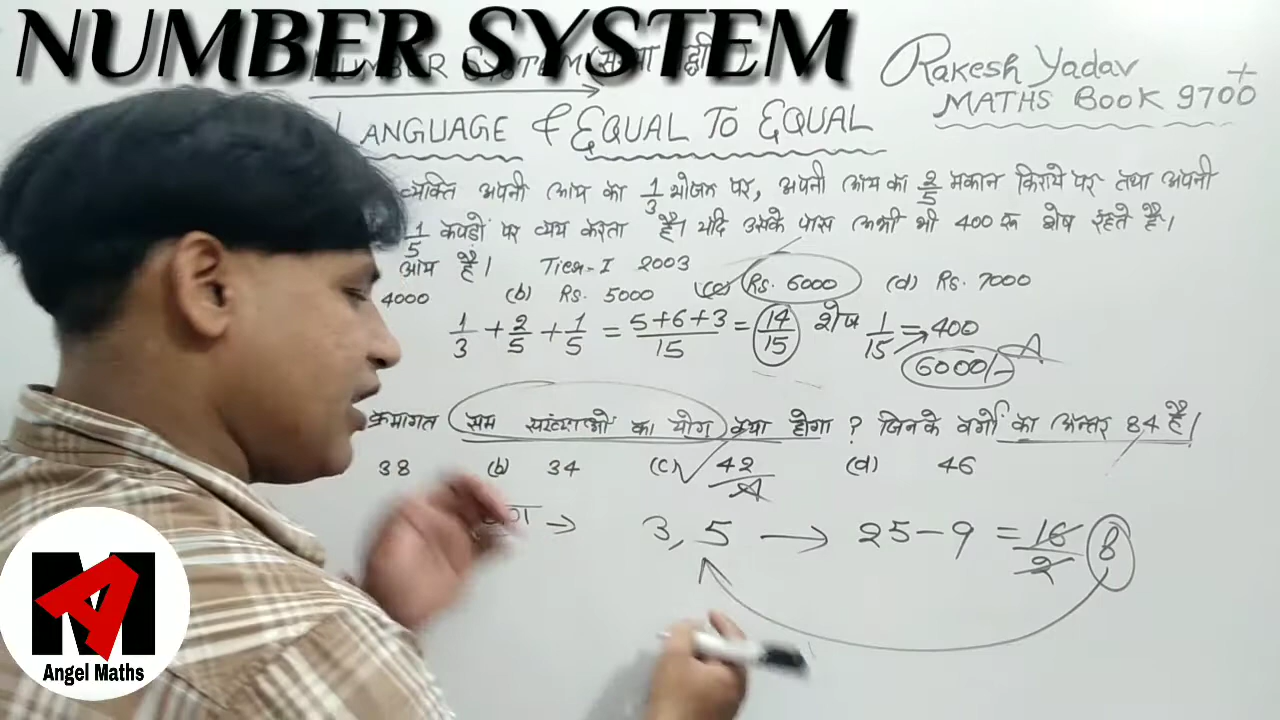 NUMBER SYSTEM
NUMBER SYSTEM (
Rakesh Yadav
MATHS BOOK 9700+
LANGUAGE & EQUAL TO EQUAL
व्यक्ति अपनी आय का 1/3 भोजन पर, अपनी आय का 2/5 मकान किराये पर तथा अपनी
1/5 कपड़ों पर व्यय करता है। यदि उसके पास अभी भी 400 रू शेष रहते है।
आय है। Tier-I 2003
4000 (b) Rs. 5000 (c) Rs. 6000 (d) Rs. 7000
1/3 + 2/5 + 1/5 = 5+6+3/15 = 14/15 शेष 1/15 = 400
6000/- A
क्रमागत सम संख्याओं का योग क्या होगा ? जिनके वर्गो का अन्तर 84 है।
38 (b) 34 (c) 42 (d) 46
A
3, 5 → 25-9 = 16/2 8
M A
Angel Maths